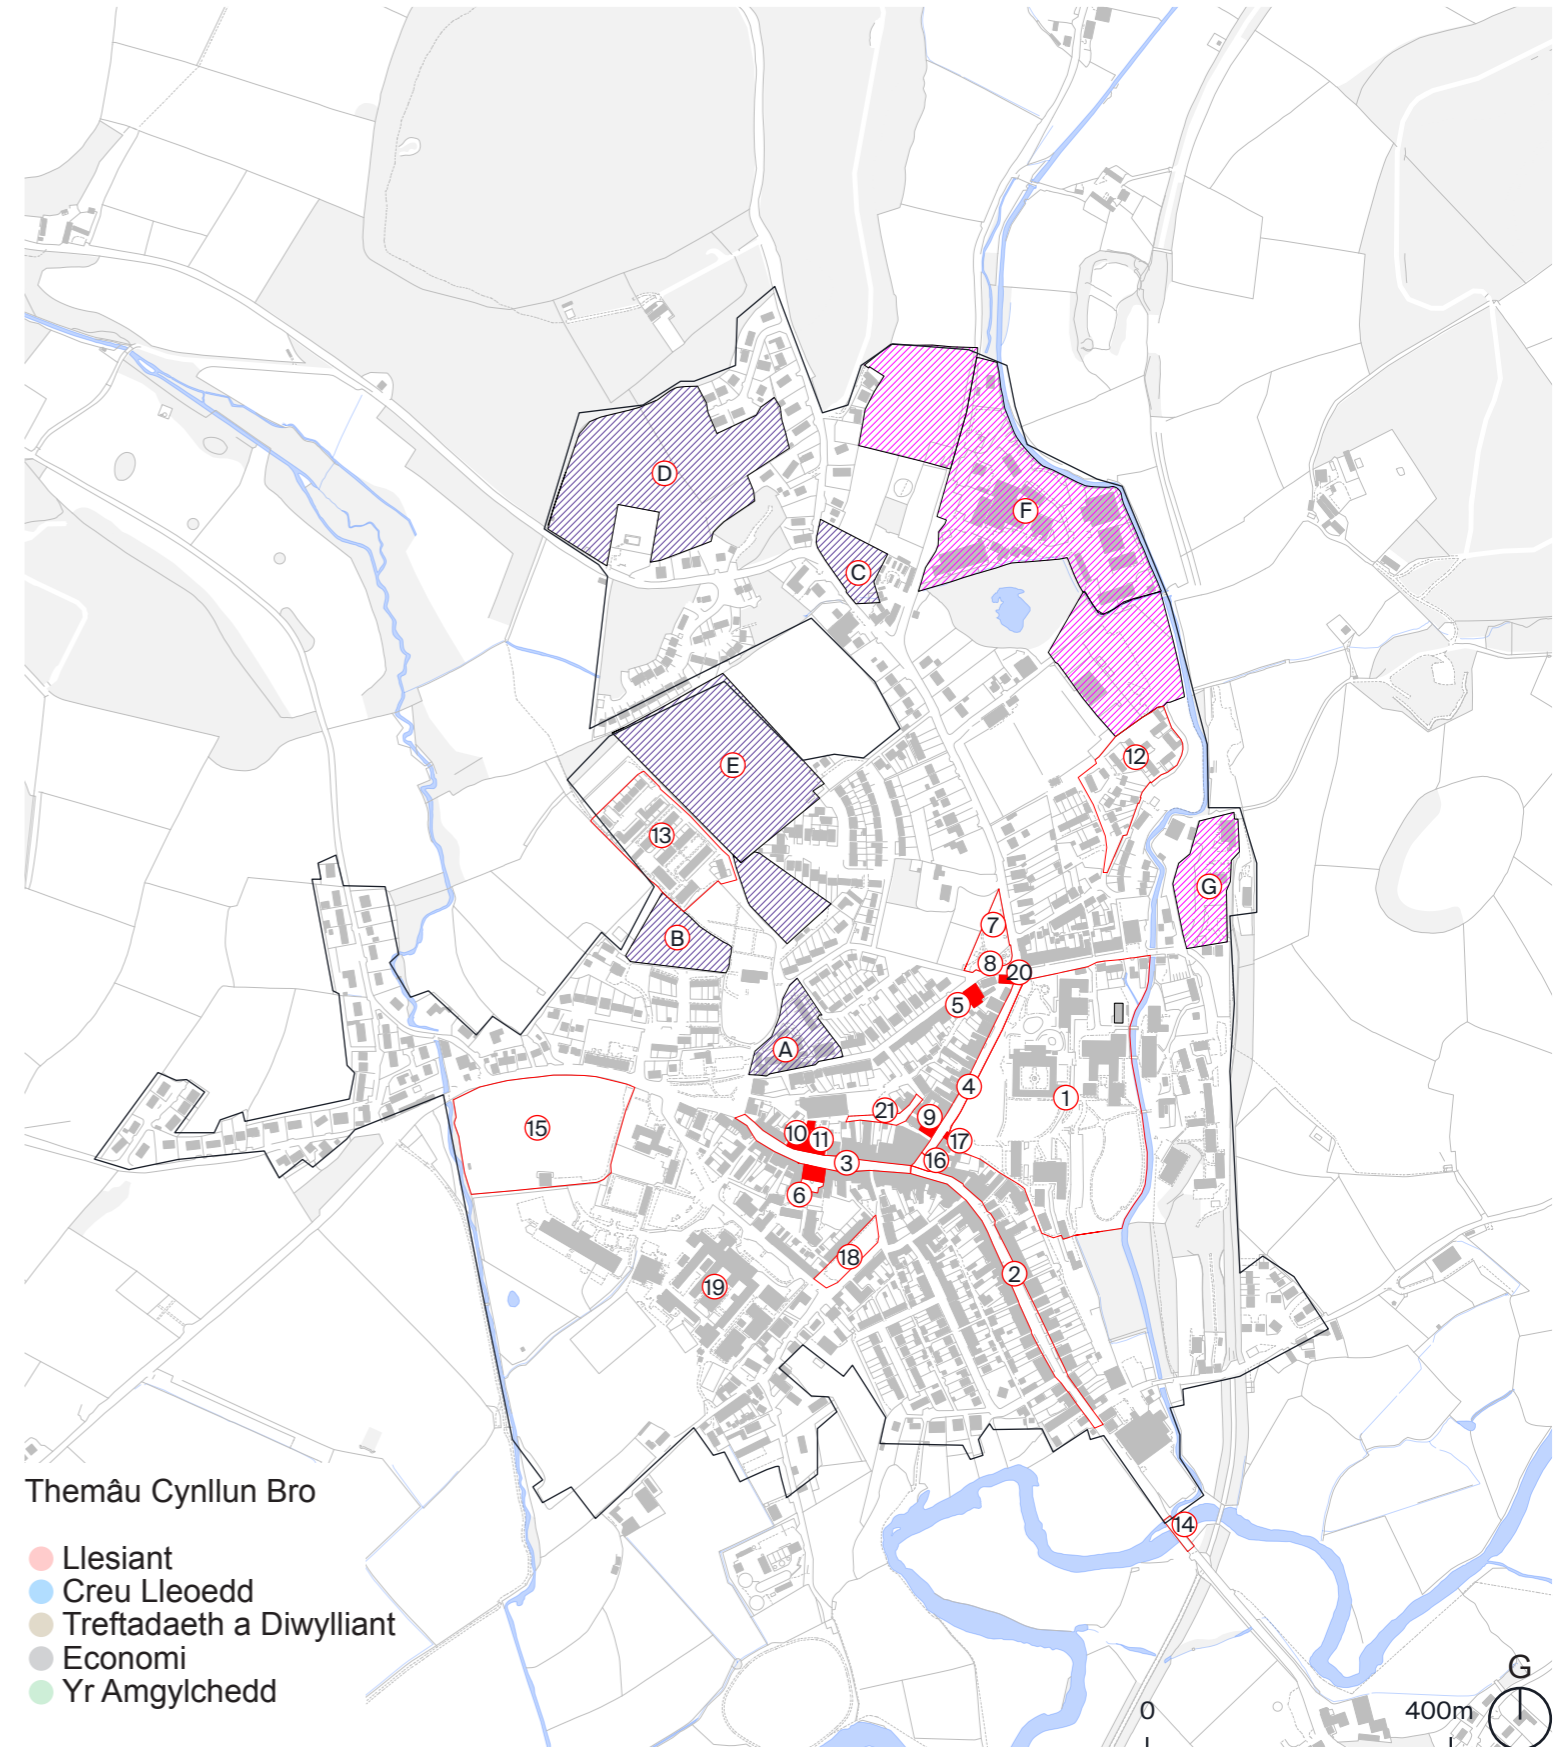 D
F
C
E
12
13
G
7
B
8
20
5
A
4
1
21
9
10
11
17
16
3
6
15
18
2
19
14
Themâu Cynllun Bro
Llesiant
Creu Lleoedd
Treftadaeth a Diwylliant
Economi
Yr Amgylchedd
G
0
400m